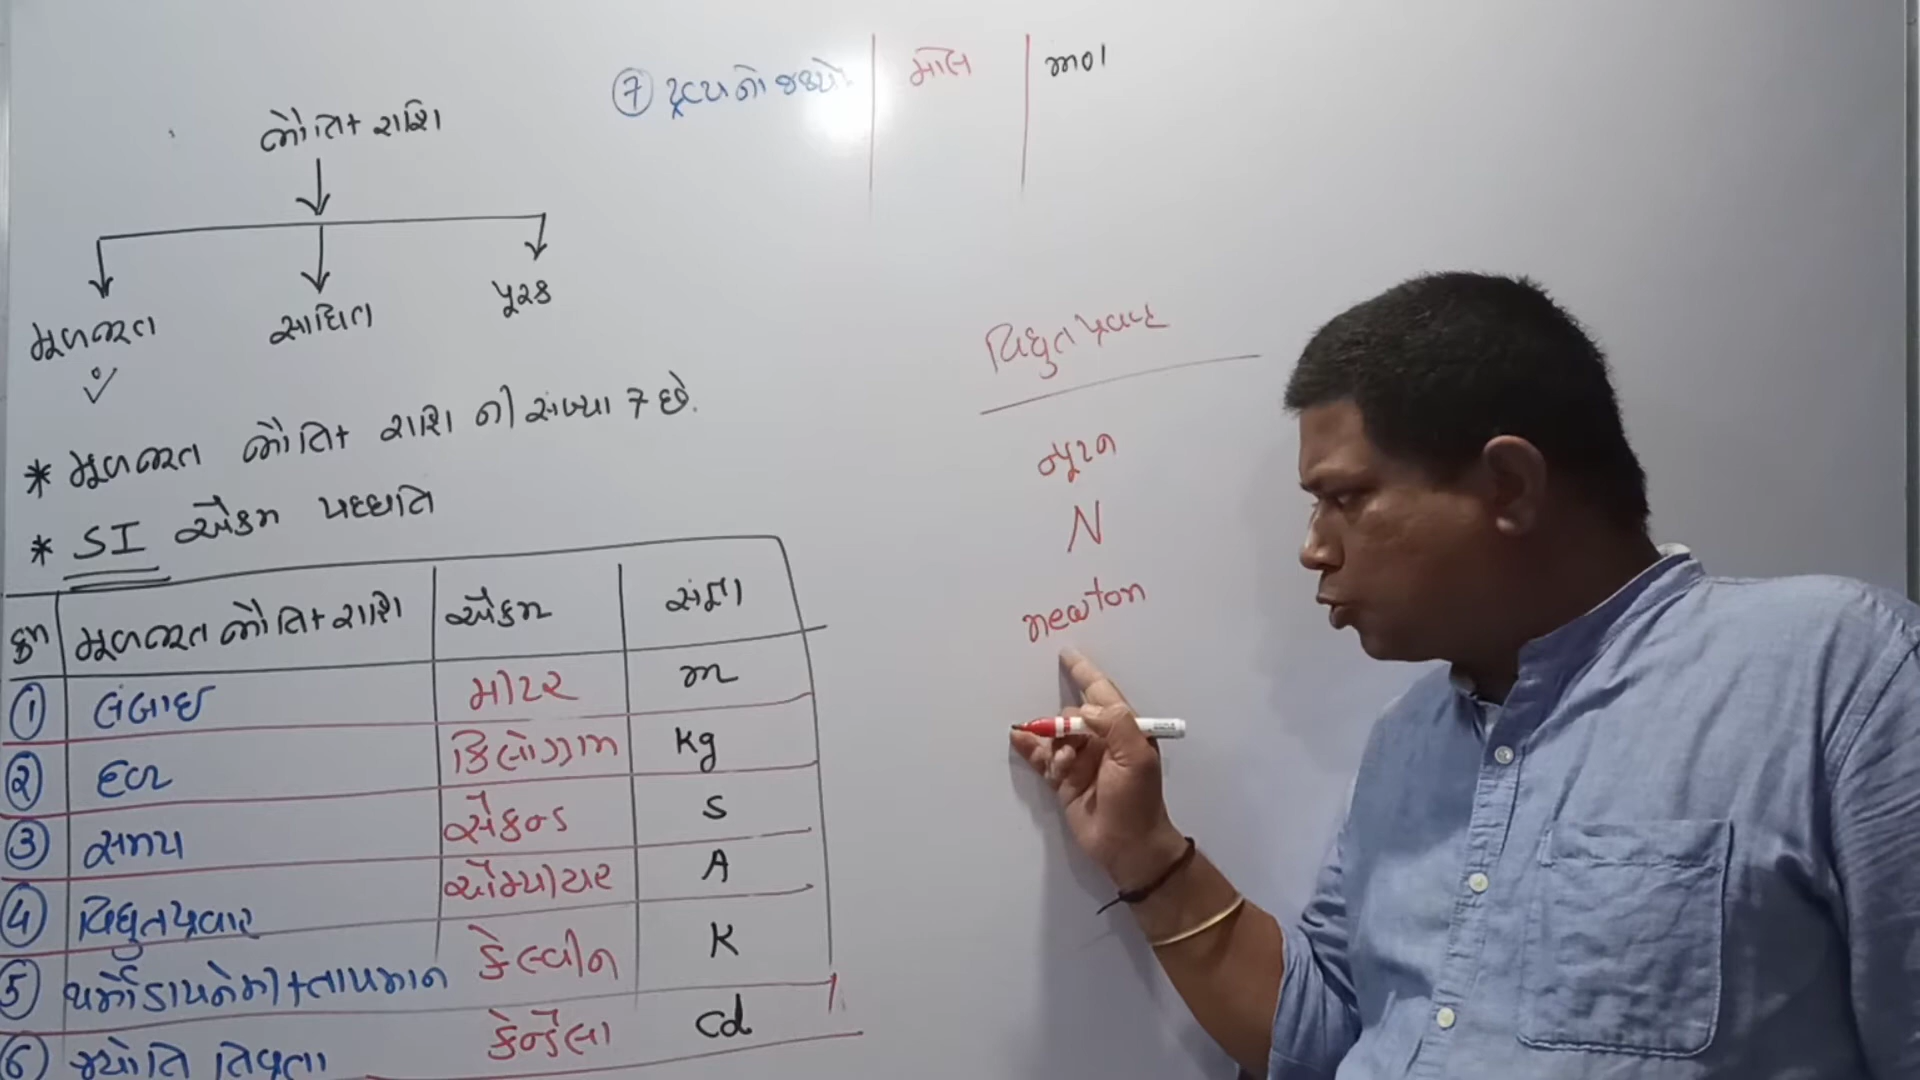 ⑦ દ્રવ્યનો જથ્થો મોલ mol
ભૌતિક રાશિ
મૂળભૂત સાધિત પૂરક
* મૂળભૂત ભૌતિક રાશિ ની સંખ્યા 7 છે.
* SI એકમ પદ્ધતિ
ક્રમ મૂળભૂત ભૌતિક રાશિ એકમ સંજ્ઞા
① લંબાઈ મીટર m
② દળ કિલોગ્રામ kg
③ સમય સેકન્ડ s
④ વિદ્યુતપ્રવાહ એમ્પીયર A
⑤ થર્મોડાયનેમીક તાપમાન કેલ્વીન K
⑥ જ્યોતિ તિવ્રતા કેન્ડેલા cd
વિદ્યુતપ્રવાહ
ન્યૂટન
N
newton